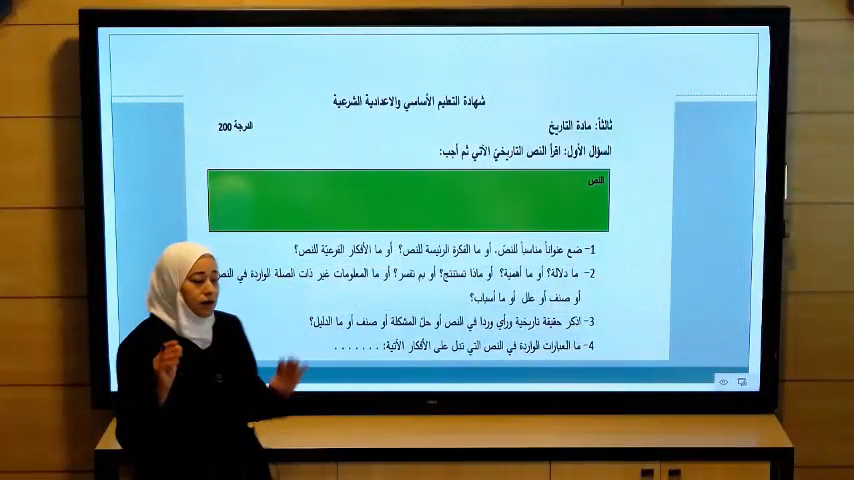 شهادة التعليم الأساسي والاعدادية الشرعية
ثالثاً: مادة التاريخ
الدرجة 200
السؤال الأول: اقرأ النص التاريخيّ الآتي ثم أجب:
النص
1- ضع عنواناً مناسباً للنصّ. أو ما الفكرة الرئيسة للنص؟ أو ما الأفكار الفرعيّة للنص؟
2- ما دلالة؟ أو ما أهمية؟ أو ماذا تستنتج؟ أو بم تفسر؟ أو ما المعلومات غير ذات الصلة الواردة في النص
أو صنف أو علل أو ما أسباب؟
3- اذكر حقيقة تاريخية ورأي وردا في النص أو حلّ المشكلة أو صنف أو ما الدليل؟
4- ما العبارات الواردة في النص التي تدل على الأفكار الآتية: . . . . . . .